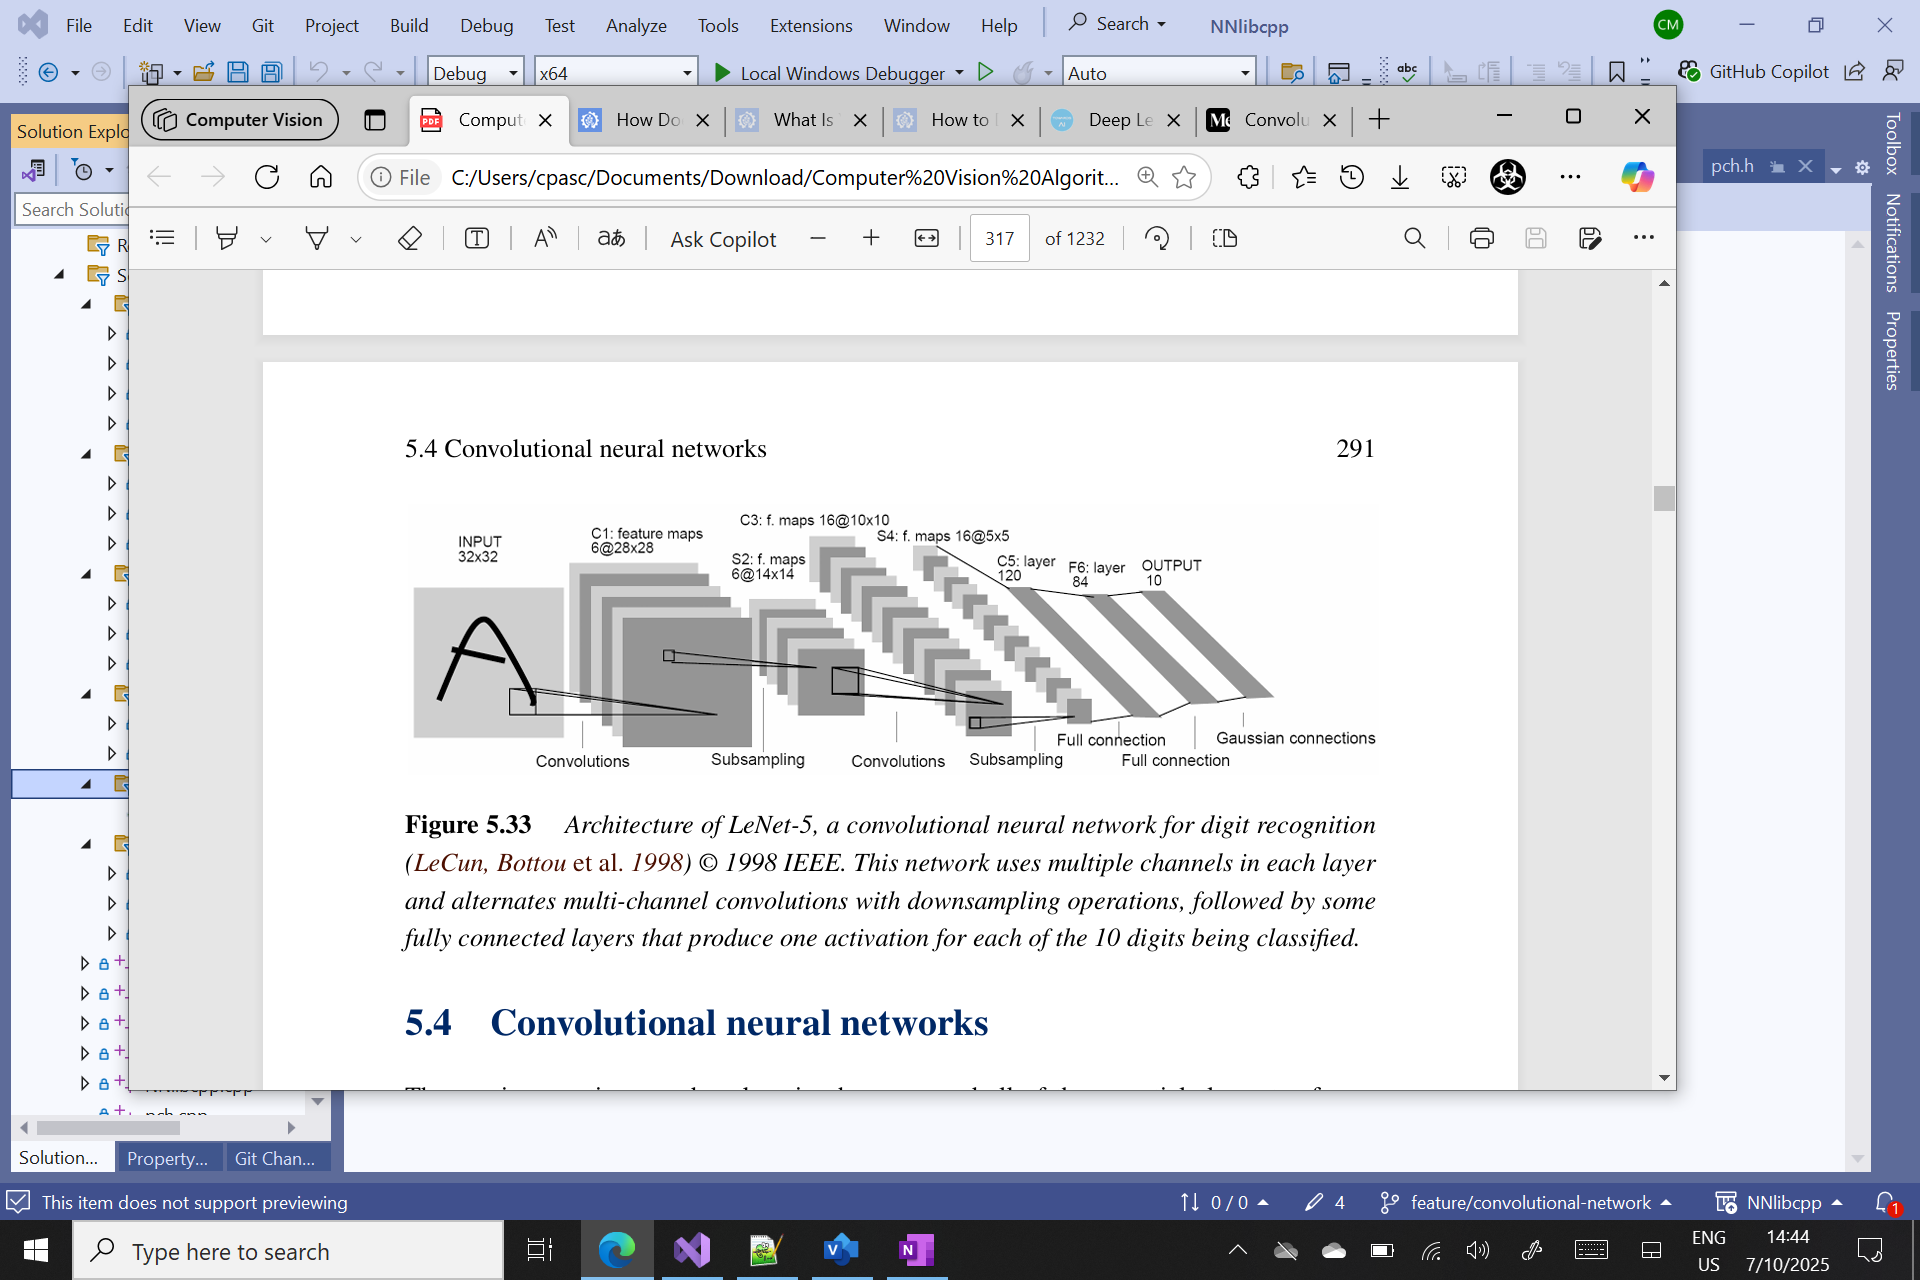 File Edit View Git Project Build Debug Test Analyze Tools Extensions Window Help Search NNlibcpp CM
Debug x64 Local Windows Debugger Auto abc GitHub Copilot
Solution Explo
Computer Vision
Comput How Do What Is How to Deep Le Me Convolu
pch.h
File C:/Users/cpasc/Documents/Download/Computer%20Vision%20Algorit...
Search Soluti
Ask Copilot 317 of 1232
Toolbox
Notifications
Properties
5.4 Convolutional neural networks 291
INPUT
32x32
C1: feature maps
6@28x28
S2: f. maps
6@14x14
C3: f. maps 16@10x10
S4: f. maps 16@5x5
C5: layer
120
F6: layer
84
OUTPUT
10
Convolutions
Subsampling
Convolutions
Subsampling
Full connection
Full connection
Gaussian connections
Figure 5.33 Architecture of LeNet-5, a convolutional neural network for digit recognition
(LeCun, Bottou et al. 1998) © 1998 IEEE. This network uses multiple channels in each layer
and alternates multi-channel convolutions with downsampling operations, followed by some
fully connected layers that produce one activation for each of the 10 digits being classified.
5.4 Convolutional neural networks
pch.cpp
Solution... Property... Git Chan...
This item does not support previewing 0 / 0 4 feature/convolutional-network NNlibcpp 1
Type here to search
ENG
US
14:44
7/10/2025